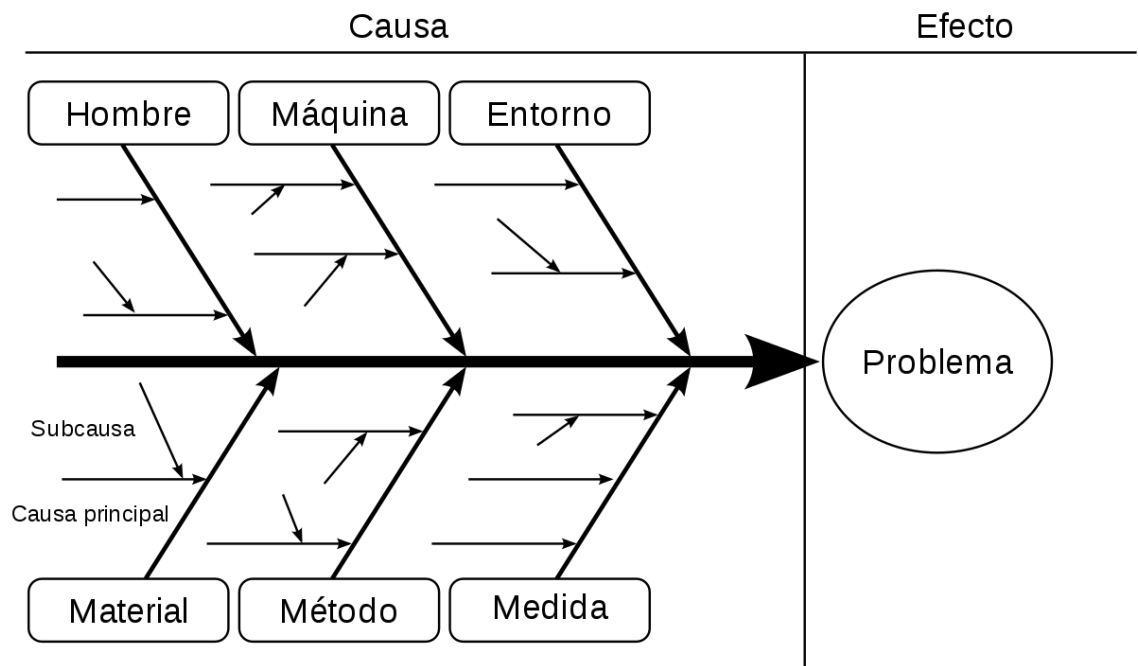 Causa
Efecto
Hombre
Máquina
Entorno
Problema
Subcausa
Causa principal
Material
Método
Medida